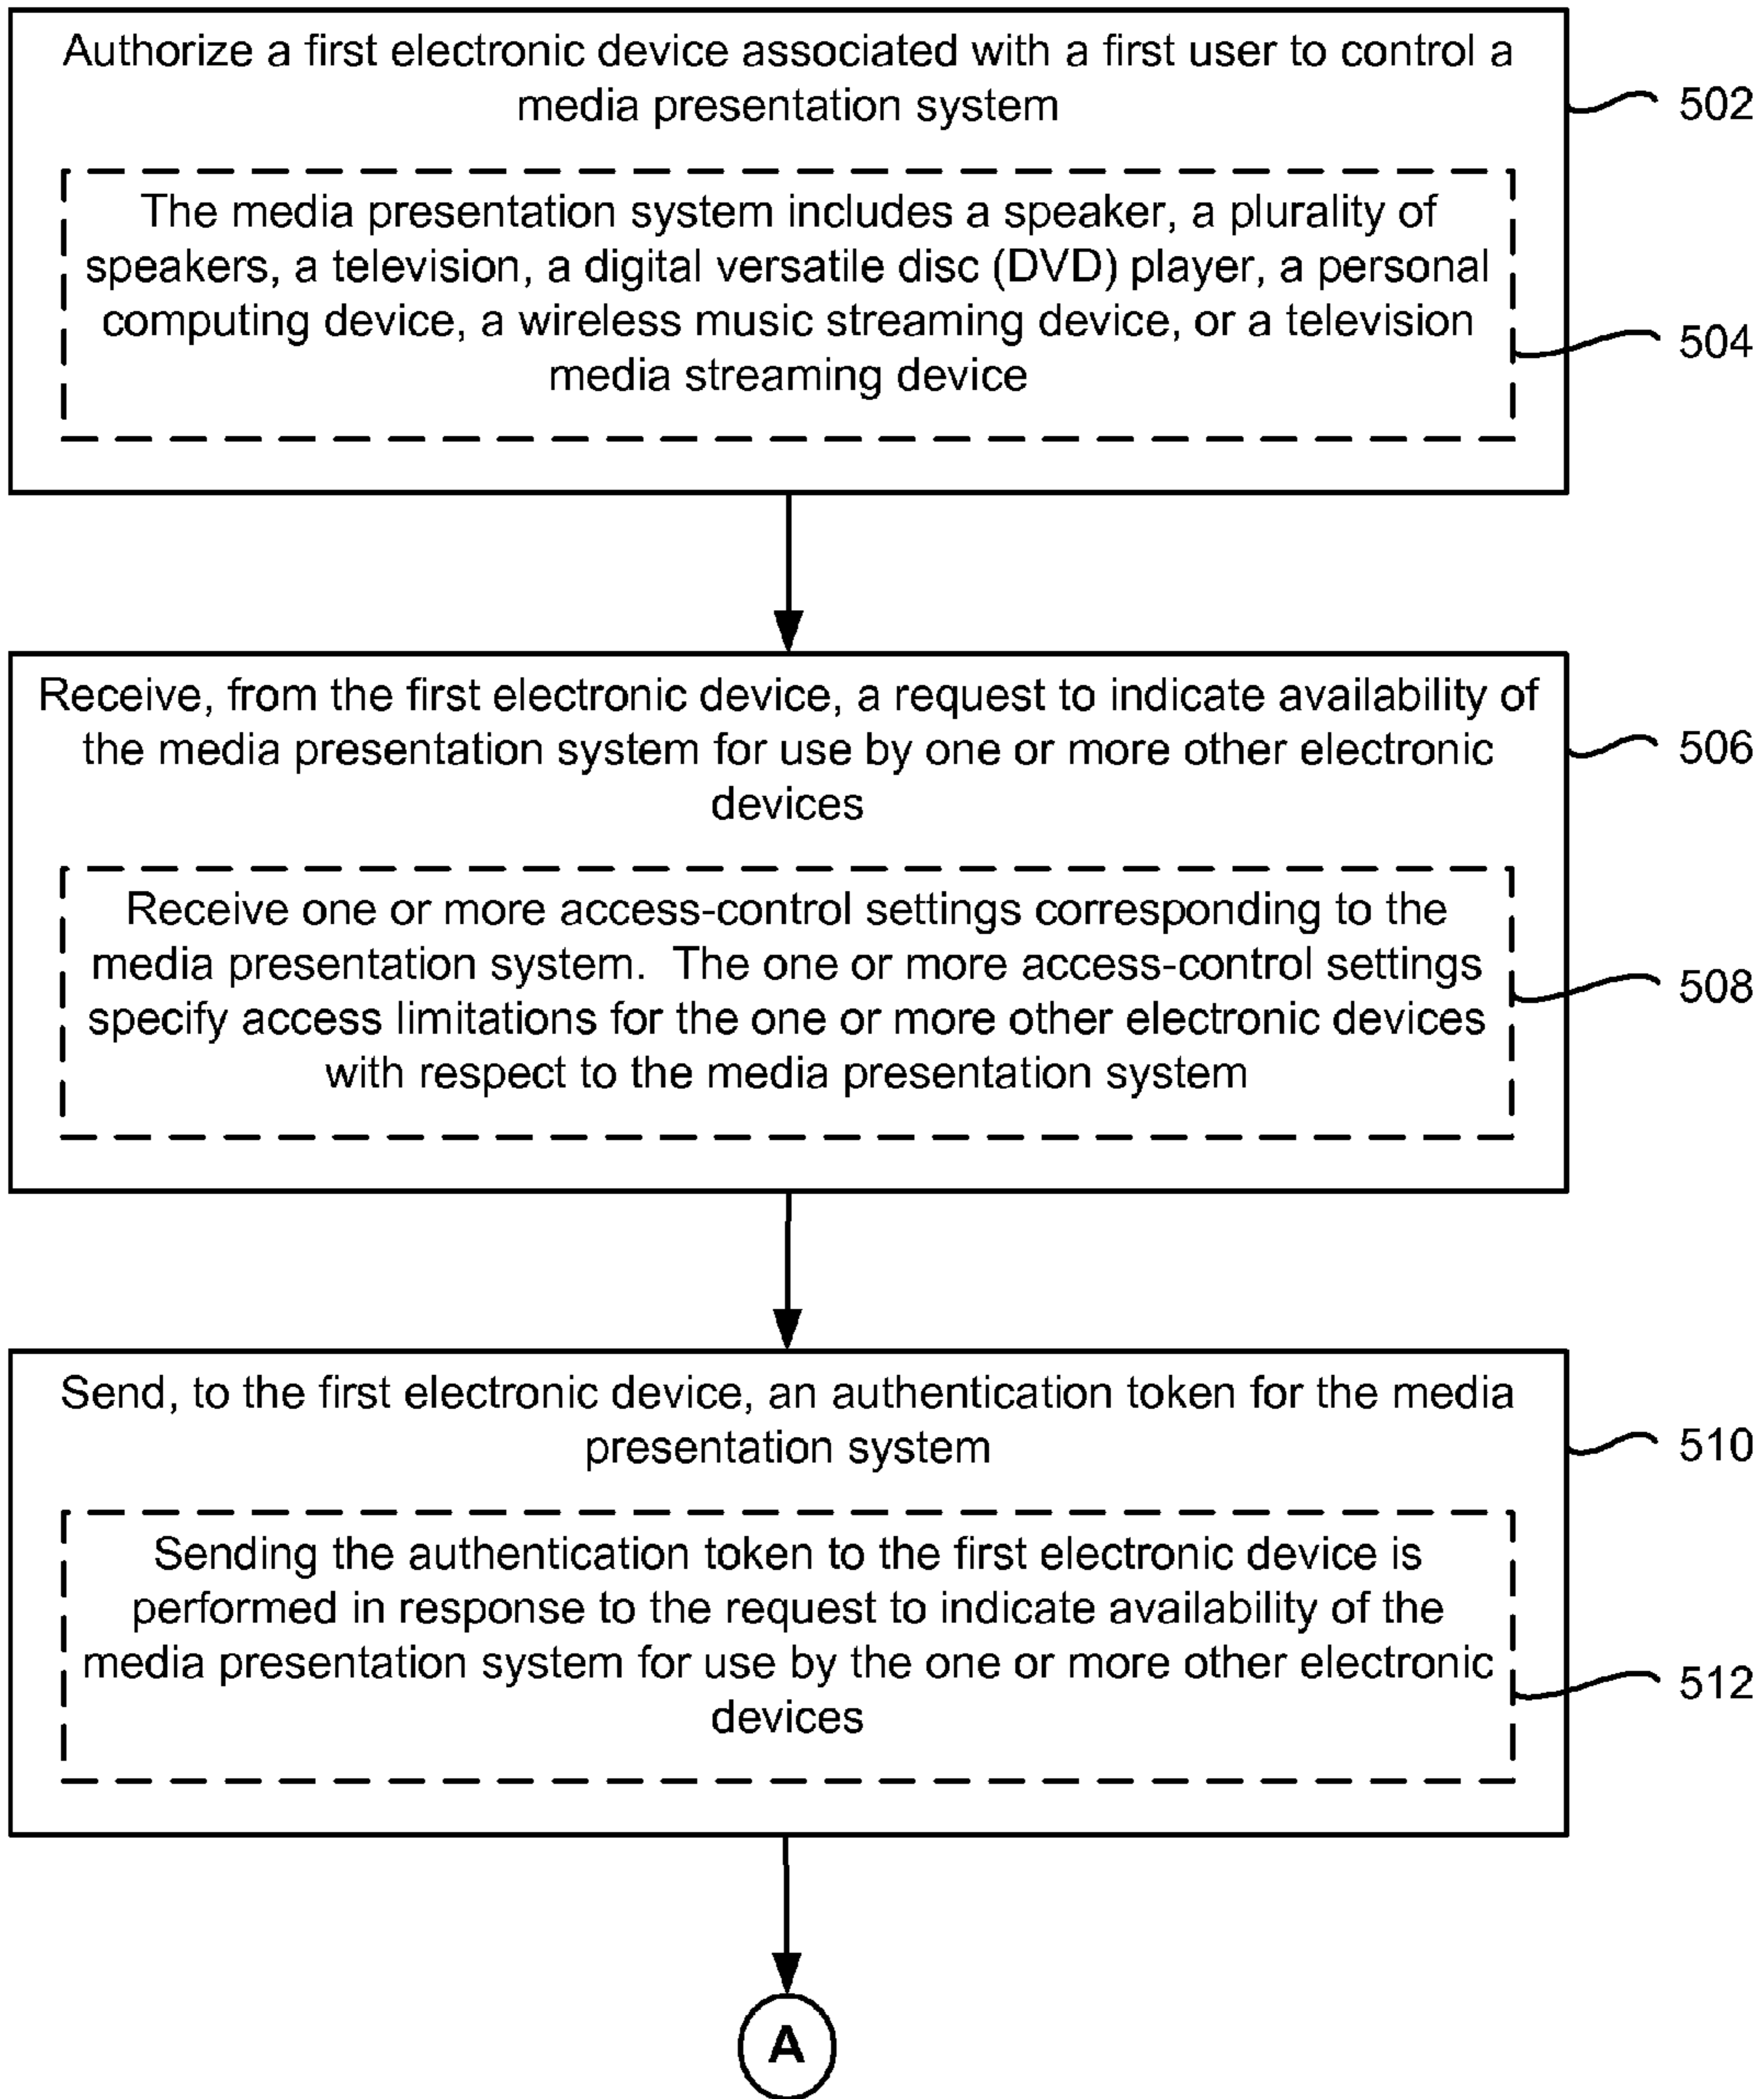 Authorize a first electronic device associated with a first user to control a
media presentation system
502
The media presentation system includes a speaker, a plurality of
speakers, a television, a digital versatile disc (DVD) player, a personal
computing device, a wireless music streaming device, or a television
media streaming device
504
Receive, from the first electronic device, a request to indicate availability of
the media presentation system for use by one or more other electronic
devices
506
Receive one or more access-control settings corresponding to the
media presentation system.  The one or more access-control settings
specify access limitations for the one or more other electronic devices
with respect to the media presentation system
508
Send, to the first electronic device, an authentication token for the media
presentation system
510
Sending the authentication token to the first electronic device is
performed in response to the request to indicate availability of the
media presentation system for use by the one or more other electronic
devices
512
A